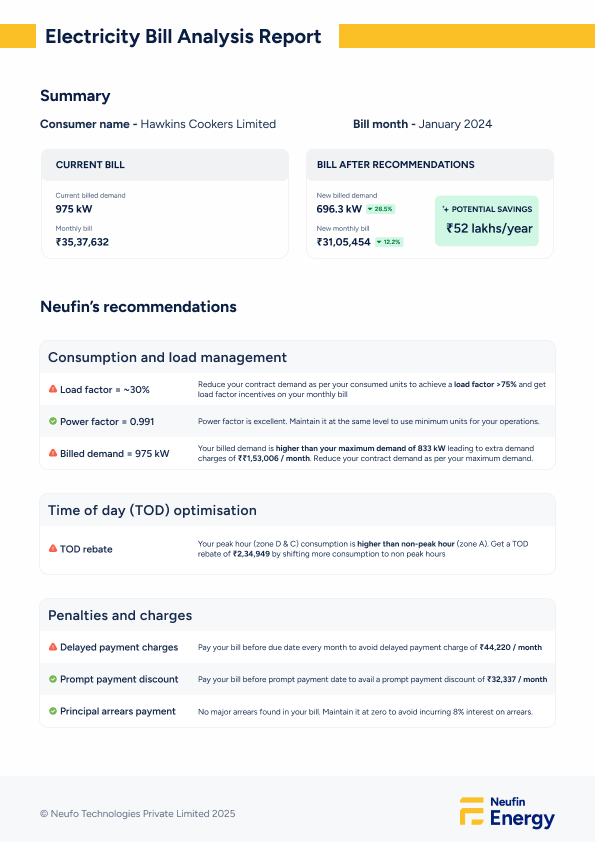 Electricity Bill Analysis Report
Summary
Consumer name - Hawkins Cookers Limited
Bill month - January 2024
CURRENT BILL
Current billed demand
975 kW
Monthly bill
₹35,37,632
BILL AFTER RECOMMENDATIONS
New billed demand
696.3 kW 28.5%
New monthly bill
₹31,05,454 12.2%
POTENTIAL SAVINGS
₹52 lakhs/year
Neufin's recommendations
Consumption and load management
Load factor = ~30%
Reduce your contract demand as per your consumed units to achieve a load factor >75% and get
load factor incentives on your monthly bill
Power factor = 0.991
Power factor is excellent. Maintain it at the same level to use minimum units for your operations.
Billed demand = 975 kW
Your billed demand is higher than your maximum demand of 833 kW leading to extra demand
charges of ₹₹1,53,006 / month. Reduce your contract demand as per your maximum demand.
Time of day (TOD) optimisation
TOD rebate
Your peak hour (zone D & C) consumption is higher than non-peak hour (zone A). Get a TOD
rebate of ₹2,34,949 by shifting more consumption to non peak hours
Penalties and charges
Delayed payment charges
Pay your bill before due date every month to avoid delayed payment charge of ₹44,220 / month
Prompt payment discount
Pay your bill before prompt payment date to avail a prompt payment discount of ₹32,337 / month
Principal arrears payment
No major arrears found in your bill. Maintain it at zero to avoid incurring 8% interest on arrears.
© Neufo Technologies Private Limited 2025
Neufin
Energy